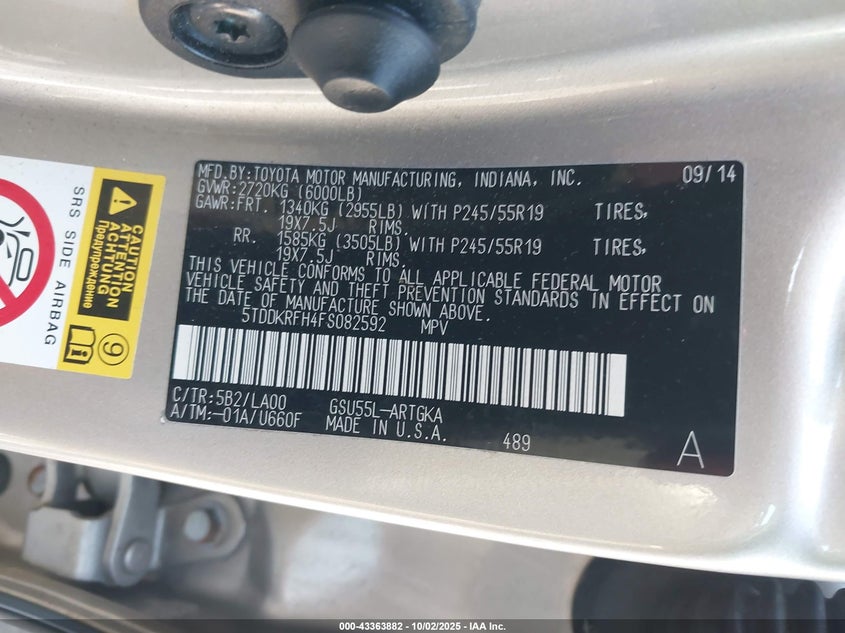 MFD.BY:TOYOTA MOTOR MANUFACTURING, INDIANA, INC. 09/14
GVWR:2720KG (6000LB)
GAWR:FRT. 1340KG (2955LB) WITH P245/55R19 TIRES,
19X7.5J RIMS.
RR. 1585KG (3505LB) WITH P245/55R19 TIRES,
19X7.5J RIMS.
THIS VEHICLE CONFORMS TO ALL APPLICABLE FEDERAL MOTOR
VEHICLE SAFETY AND THEFT PREVENTION STANDARDS IN EFFECT ON
THE DATE OF MANUFACTURE SHOWN ABOVE.
5TDDKRFH4FS082592 MPV
C/TR:5B2/LA00 GSU55L-ARTGKA
A/TM:-01A/U660F MADE IN U.S.A. 489 A
SRS SIDE AIRBAG
CAUTION
ATTENTION
ACHTUNG
Предупреждение
9
000-43363882 - 10/02/2025 - IAA Inc.